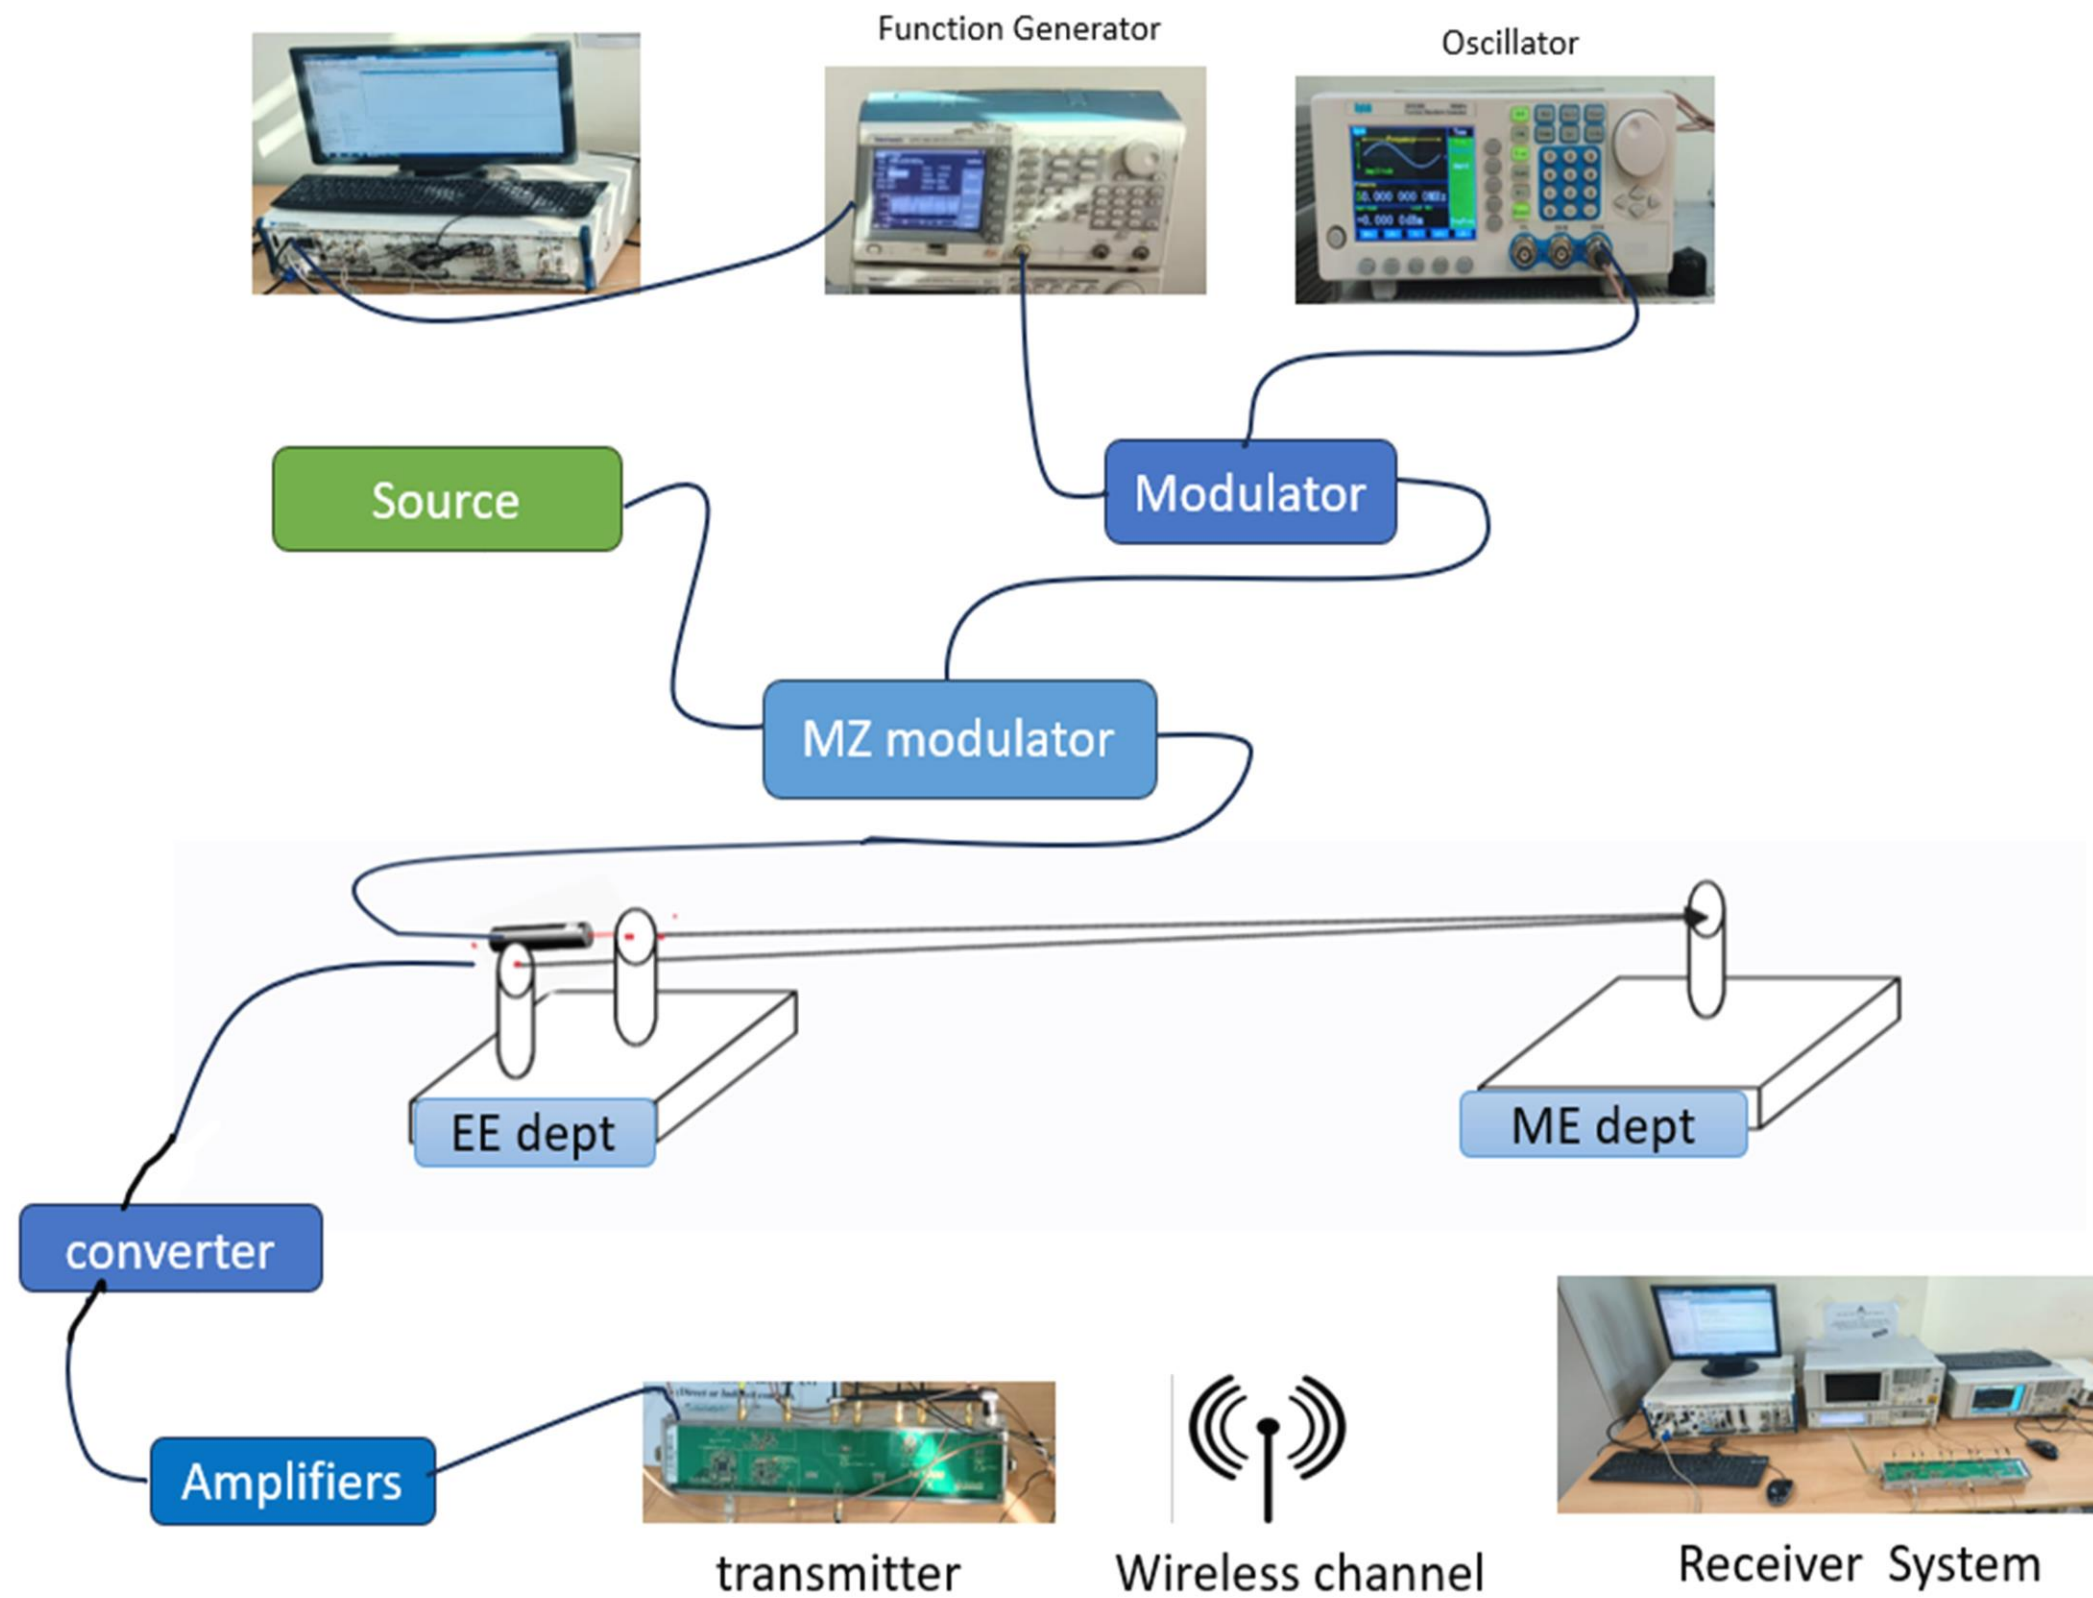 Function Generator
Oscillator
Source
Modulator
MZ modulator
EE dept
ME dept
converter
Amplifiers
transmitter
Wireless channel
Receiver System